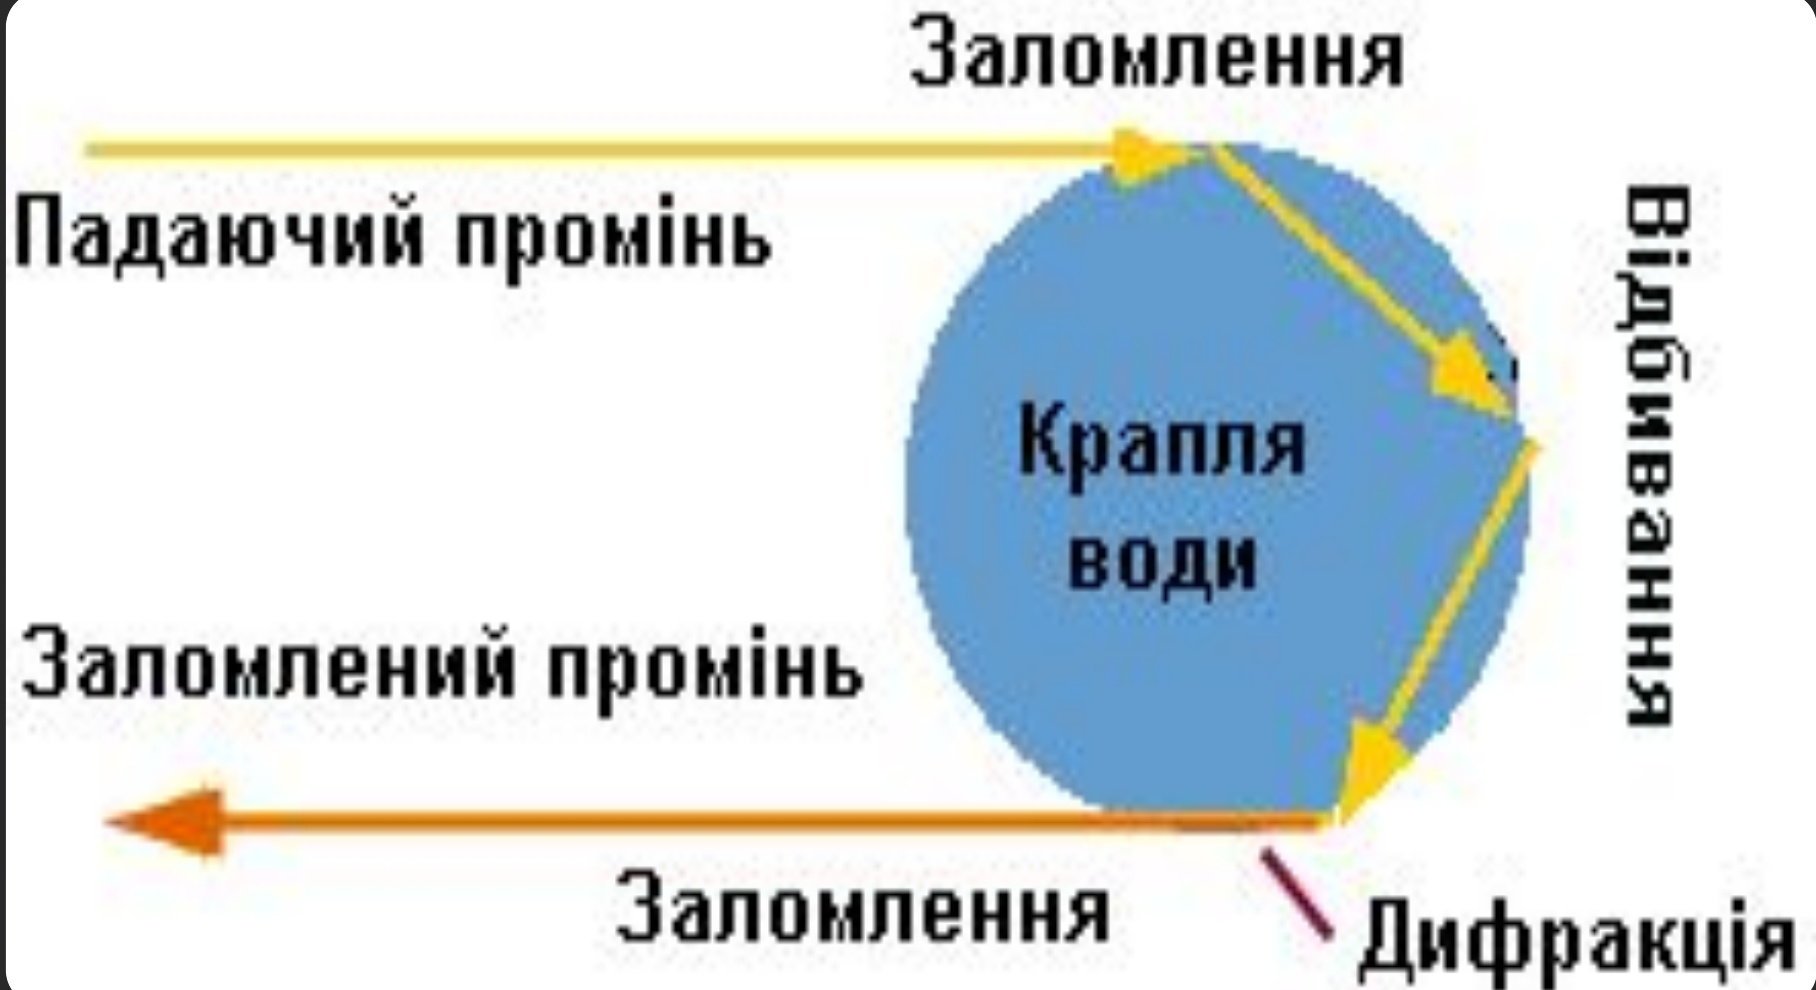 Заломлення
Падаючий промінь
Відбивання
Крапля
води
Заломлений промінь
Заломлення
Дифракція